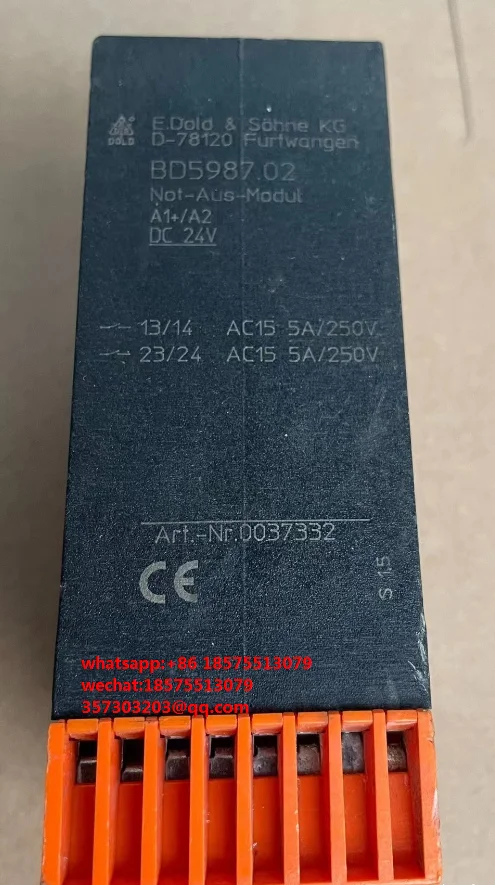 E.Dold & Söhne KG
DOLD D-78120 Furtwangen
BD5987.02
Not-Aus-Modul
A1+/A2
DC 24V
13/14 AC15 5A/250V
23/24 AC15 5A/250V
Art.-Nr.0037332
CE
S 15
whatsapp:+86 18575513079
wechat:18575513079
357303203@qq.com